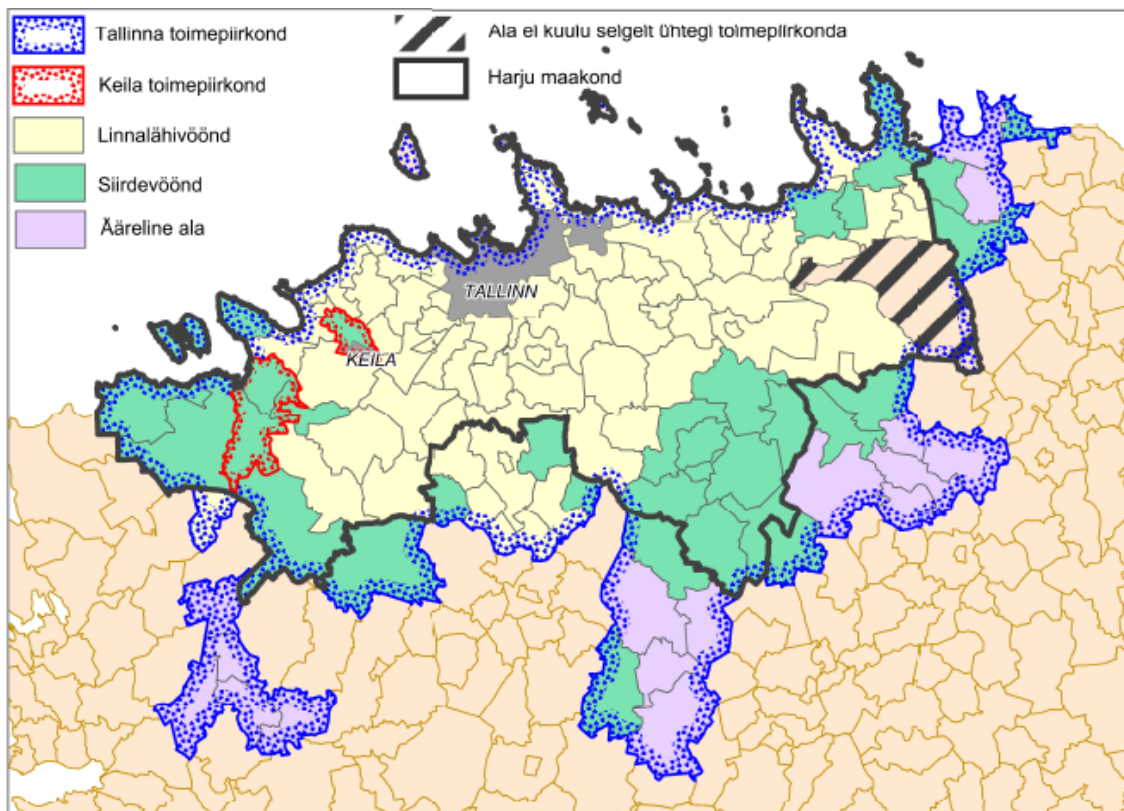 Tallinna toimepiirkond
Keila toimepiirkond
Linnalähivöönd
Siirdevöönd
Ääreline ala
Ala ei kuulu selgelt ühtegi toimepiirkonda
Harju maakond
TALLINN
KEILA